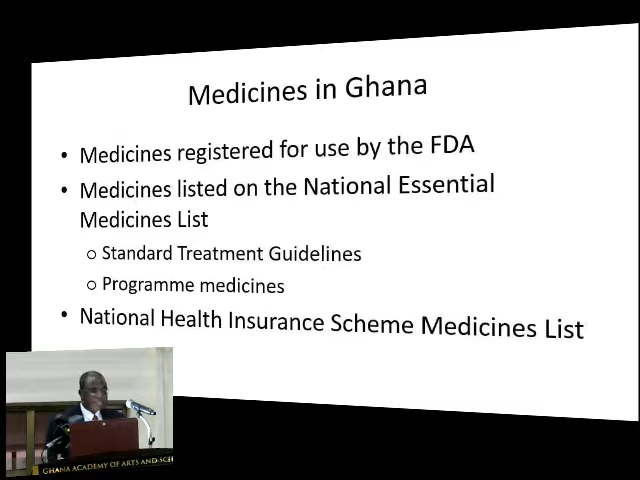 Medicines in Ghana
• Medicines registered for use by the FDA
• Medicines listed on the National Essential
Medicines List
○ Standard Treatment Guidelines
○ Programme medicines
• National Health Insurance Scheme Medicines List
GHANA ACADEMY OF ARTS AND SCI